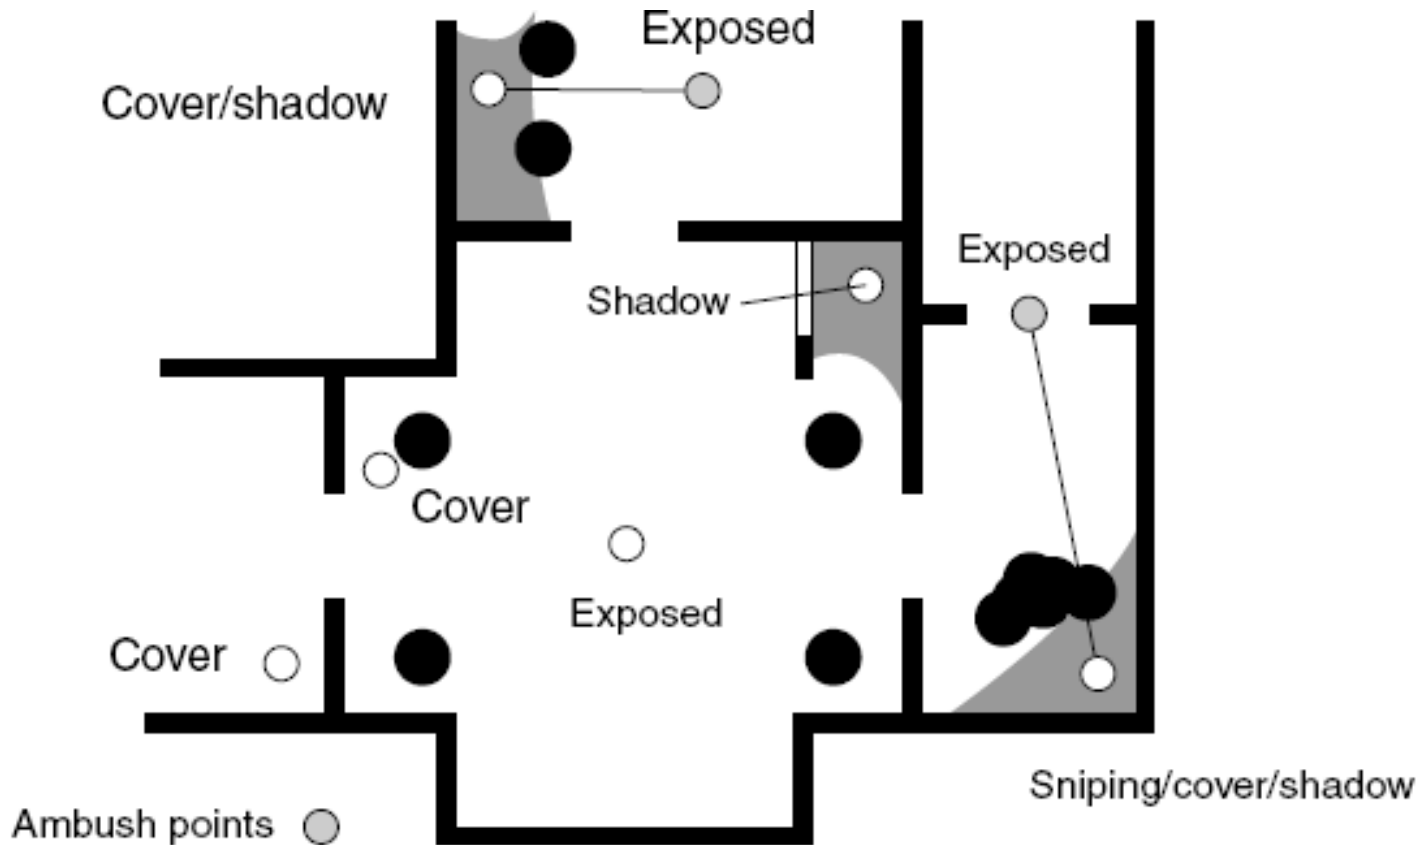 Exposed
Cover/shadow
Exposed
Shadow
Cover
Exposed
Cover
Sniping/cover/shadow
Ambush points